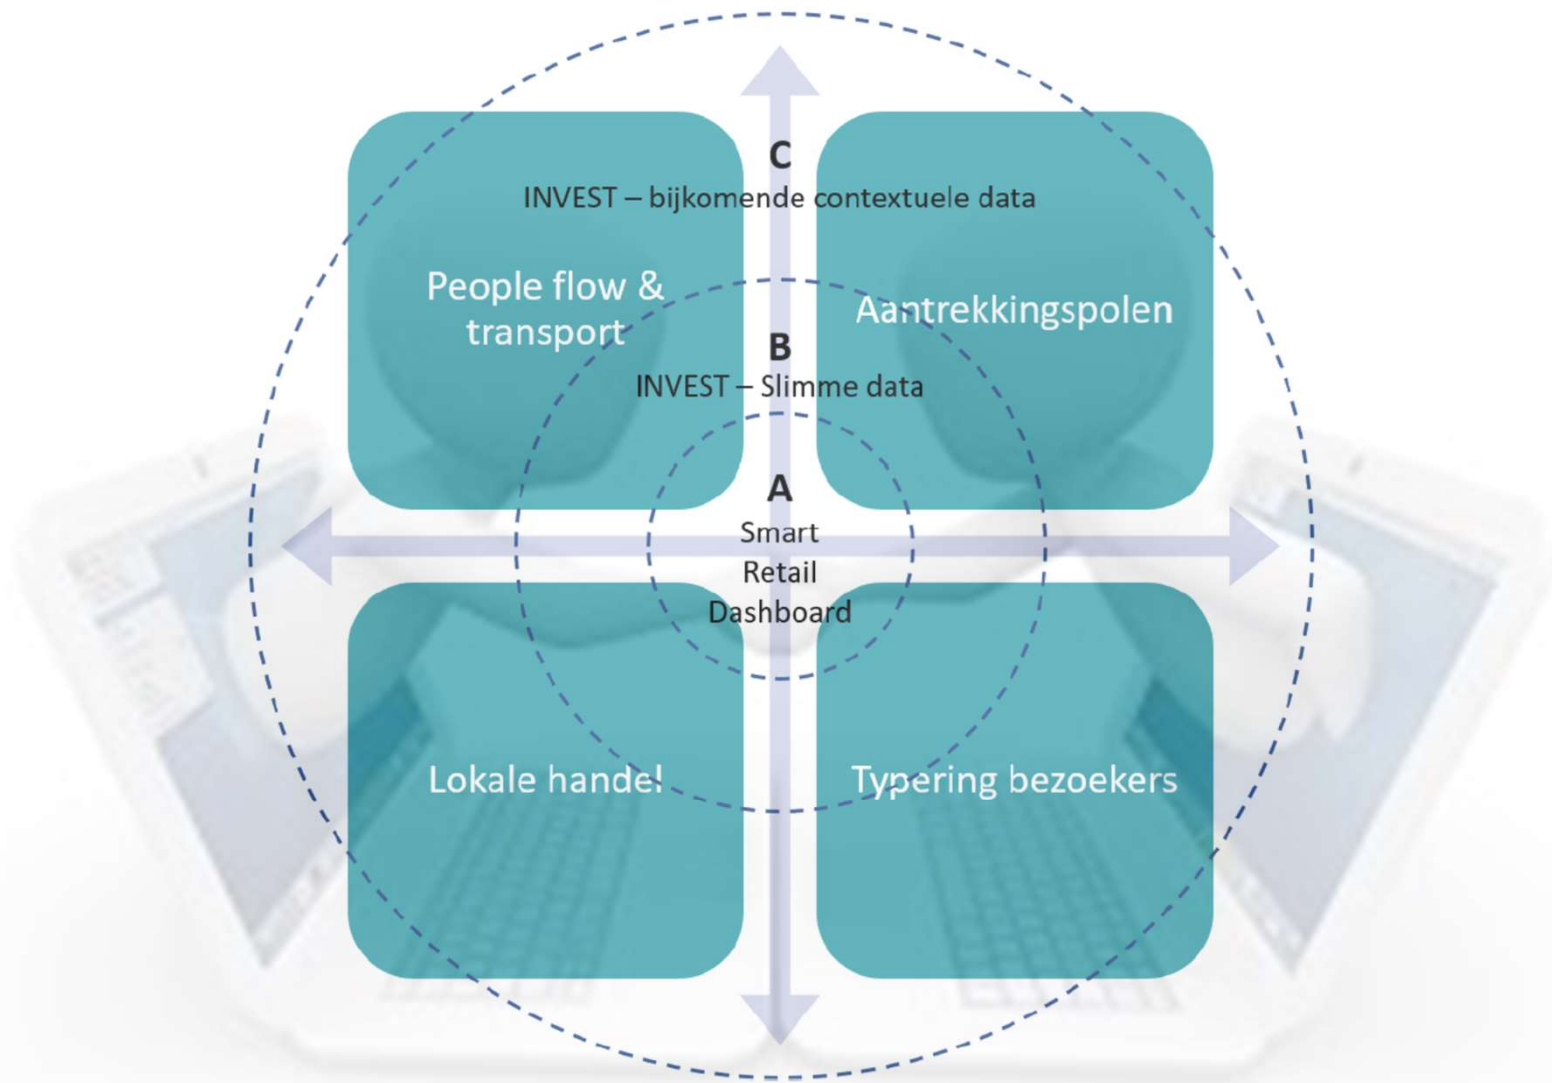 C
INVEST – bijkomende contextuele data
People flow &
transport
Aantrekkingspolen
B
INVEST – Slimme data
A
Smart
Retail
Dashboard
Lokale handel
Typering bezoekers